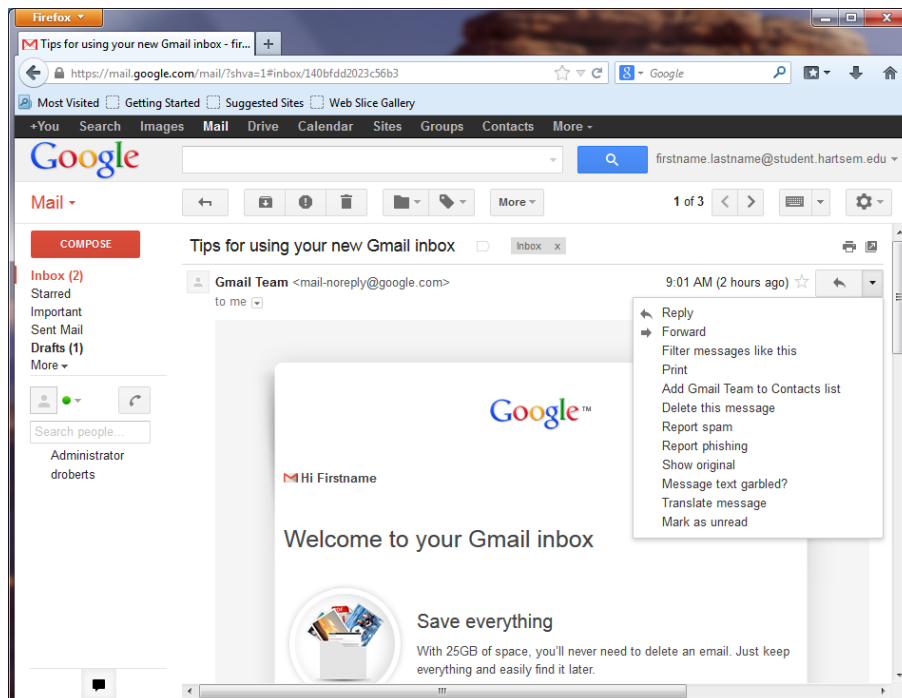 Firefox
Tips for using your new Gmail inbox - fir...
https://mail.google.com/mail/?shva=1#inbox/140bfdd2023c56b3
Google
Most Visited Getting Started Suggested Sites Web Slice Gallery
+You Search Images Mail Drive Calendar Sites Groups Contacts More
Google
firstname.lastname@student.hartsem.edu
Mail
More
1 of 3
COMPOSE
Inbox (2)
Starred
Important
Sent Mail
Drafts (1)
More
Search people...
Administrator
droberts
Tips for using your new Gmail inbox
Inbox x
Gmail Team <mail-noreply@google.com>
9:01 AM (2 hours ago)
to me
Reply
Forward
Filter messages like this
Print
Add Gmail Team to Contacts list
Delete this message
Report spam
Report phishing
Show original
Message text garbled?
Translate message
Mark as unread
Google™
Hi Firstname
Welcome to your Gmail inbox
PDF
Save everything
With 25GB of space, you'll never need to delete an email. Just keep
everything and easily find it later.